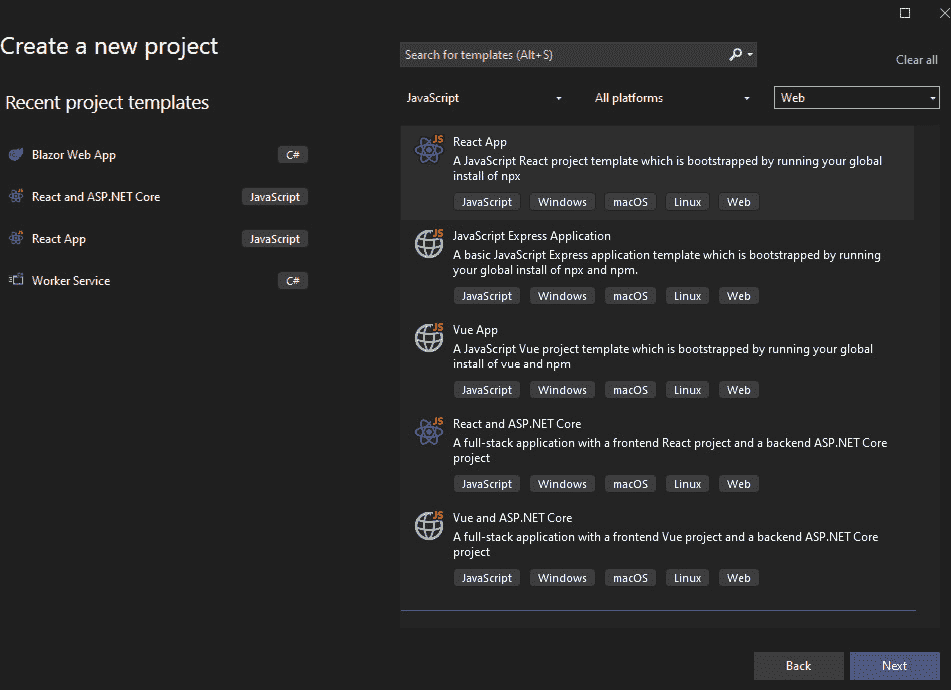 Create a new project
Search for templates (Alt+S)
Clear all
Recent project templates
JavaScript
All platforms
Web
Blazor Web App
C#
React and ASP.NET Core
JavaScript
React App
JavaScript
Worker Service
C#
JS
React App
A JavaScript React project template which is bootstrapped by running your global
install of npx
JavaScript Windows macOS Linux Web
JS
JavaScript Express Application
A basic JavaScript Express application template which is bootstrapped by running
your global install of npx and npm.
JavaScript Windows macOS Linux Web
JS
Vue App
A JavaScript Vue project template which is bootstrapped by running your global
install of vue and npm
JavaScript Windows macOS Linux Web
JS
React and ASP.NET Core
A full-stack application with a frontend React project and a backend ASP.NET Core
project
JavaScript Windows macOS Linux Web
JS
Vue and ASP.NET Core
A full-stack application with a frontend Vue project and a backend ASP.NET Core
project
JavaScript Windows macOS Linux Web
Back
Next